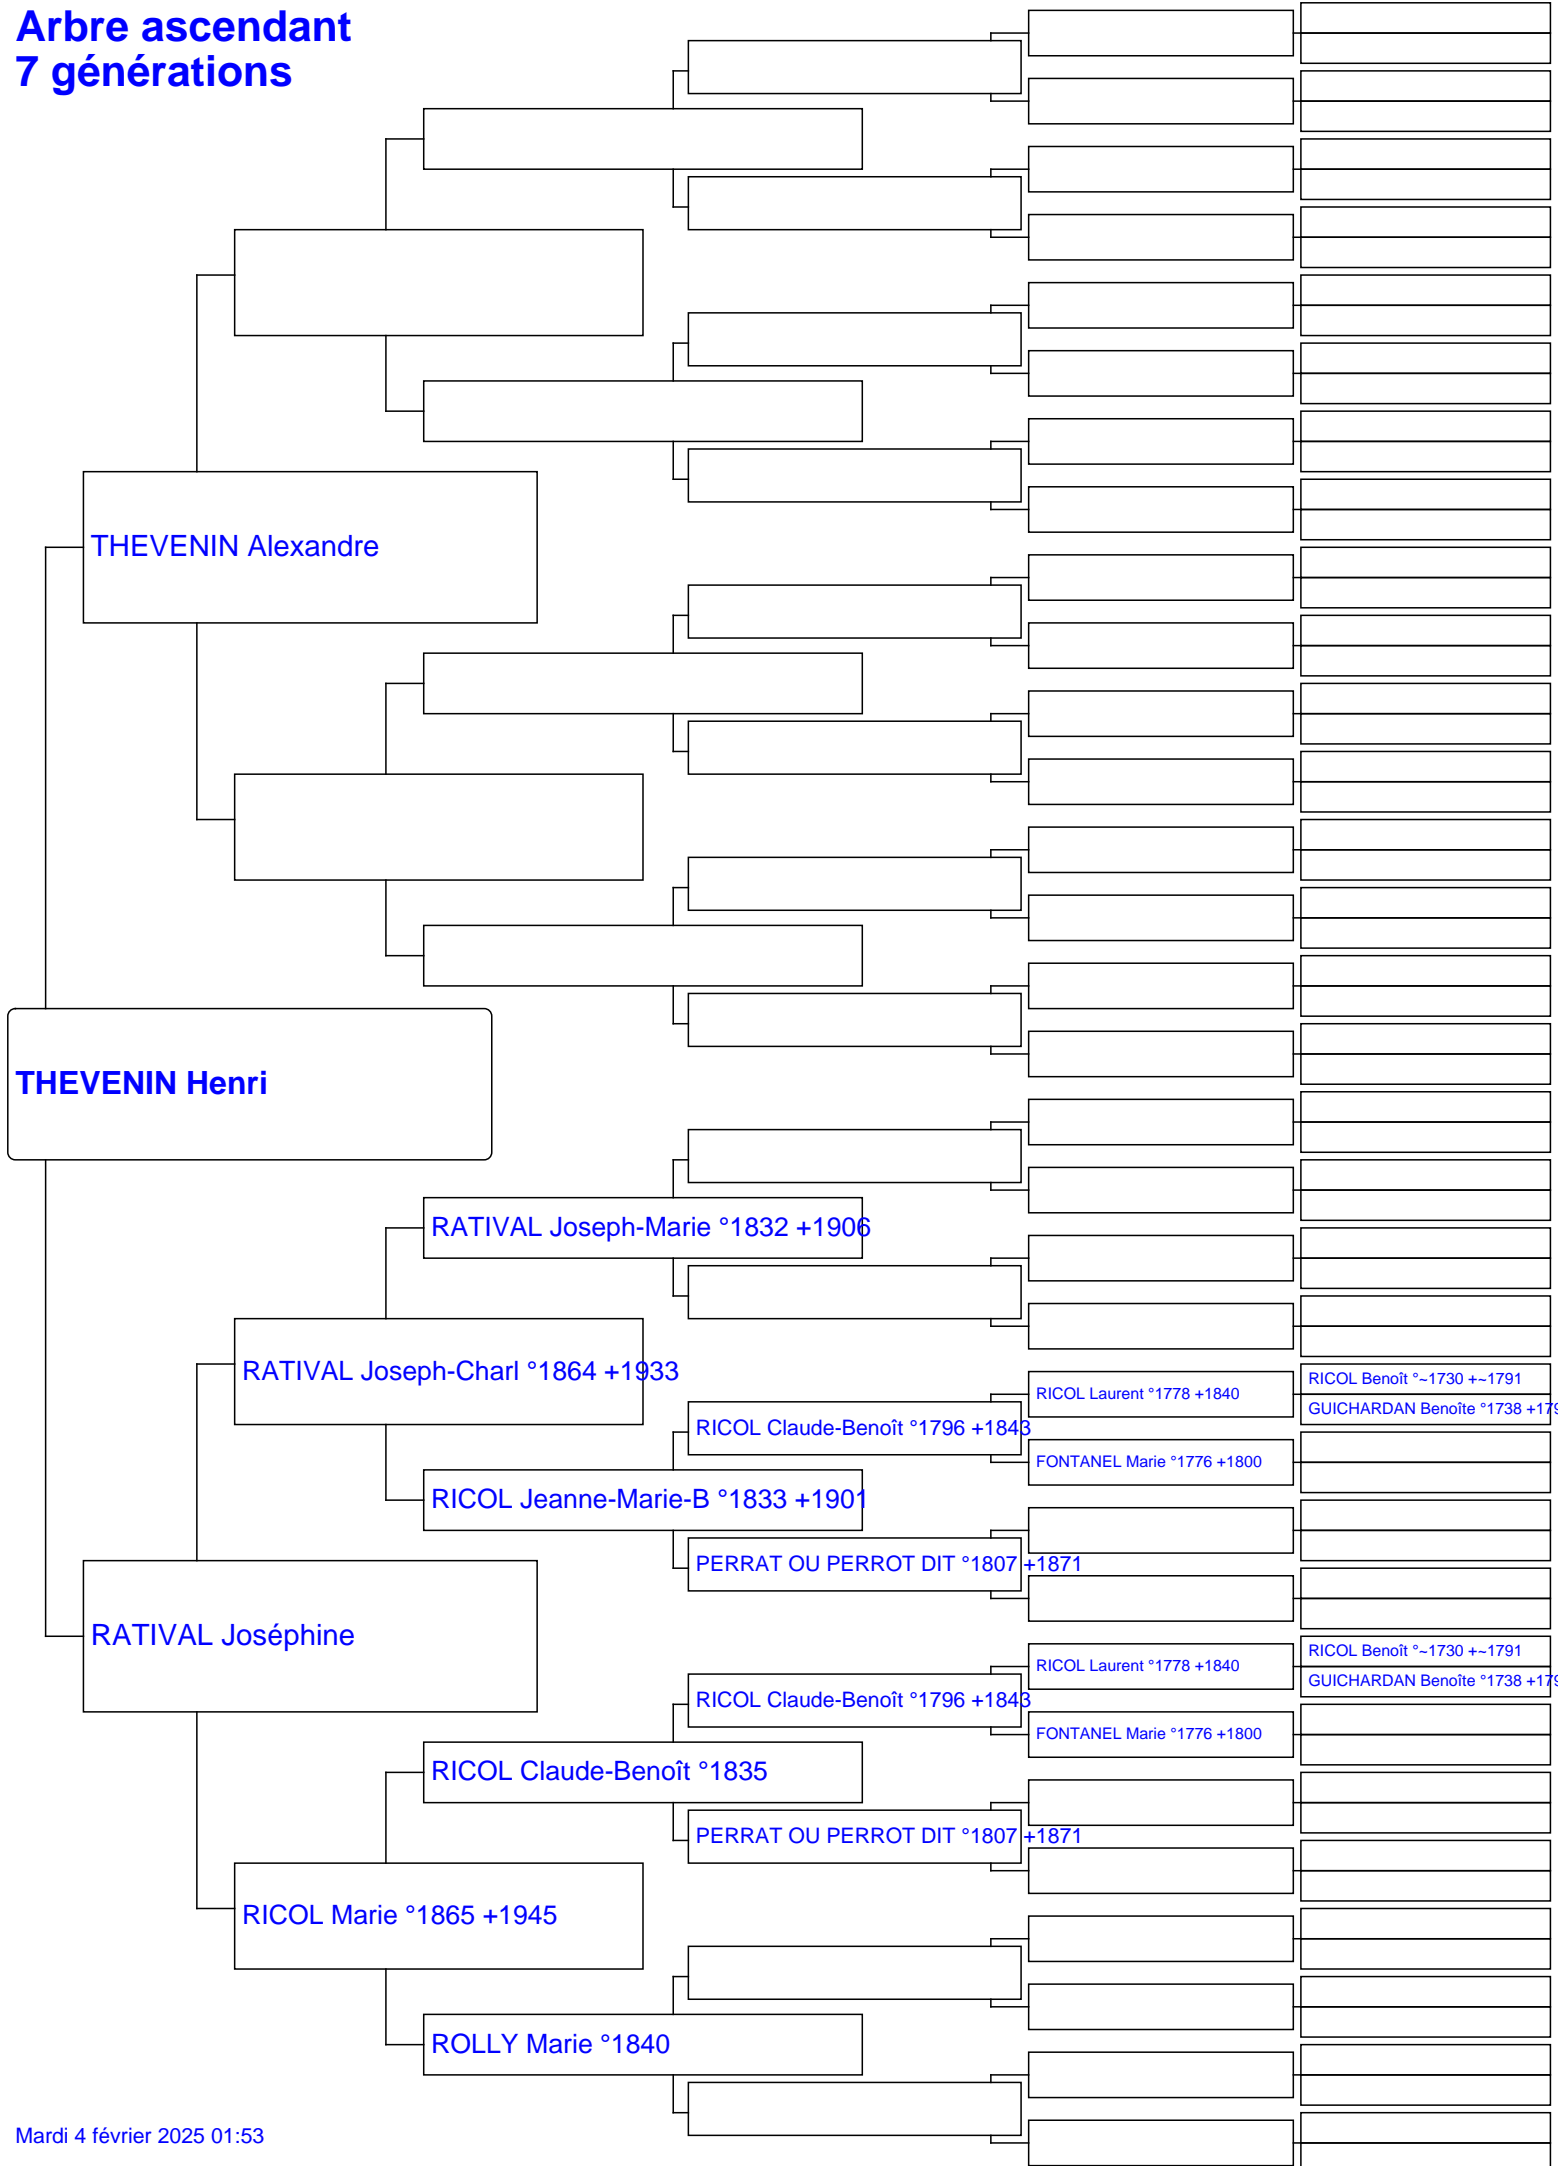 Arbre ascendant
7 générations
THEVENIN Alexandre
THEVENIN Henri
RATIVAL Joseph-Marie °1832 +1906
RATIVAL Joseph-Charl °1864 +1933
RICOL Benoît °~1730 +~1791
RICOL Laurent °1778 +1840
GUICHARDAN Benoîte °1738 +179
RICOL Claude-Benoît °1796 +1843
FONTANEL Marie °1776 +1800
RICOL Jeanne-Marie-B °1833 +1901
PERRAT OU PERROT DIT °1807 +1871
RATIVAL Joséphine
RICOL Benoît °~1730 +~1791
RICOL Laurent °1778 +1840
GUICHARDAN Benoîte °1738 +179
RICOL Claude-Benoît °1796 +1843
FONTANEL Marie °1776 +1800
RICOL Claude-Benoît °1835
PERRAT OU PERROT DIT °1807 +1871
RICOL Marie °1865 +1945
ROLLY Marie °1840
Mardi 4 février 2025 01:53